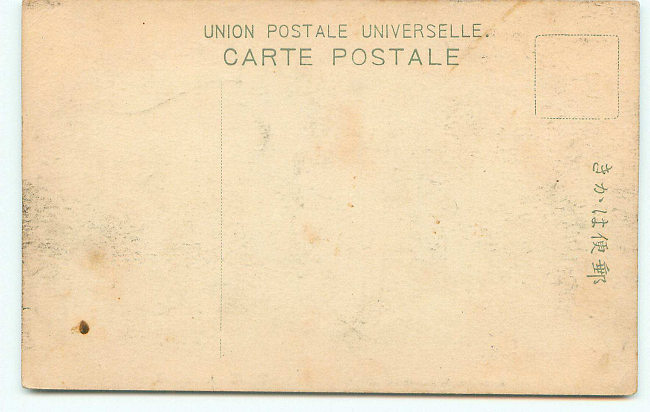 UNION POSTALE UNIVERSELLE.
CARTE POSTALE
郵便はかき